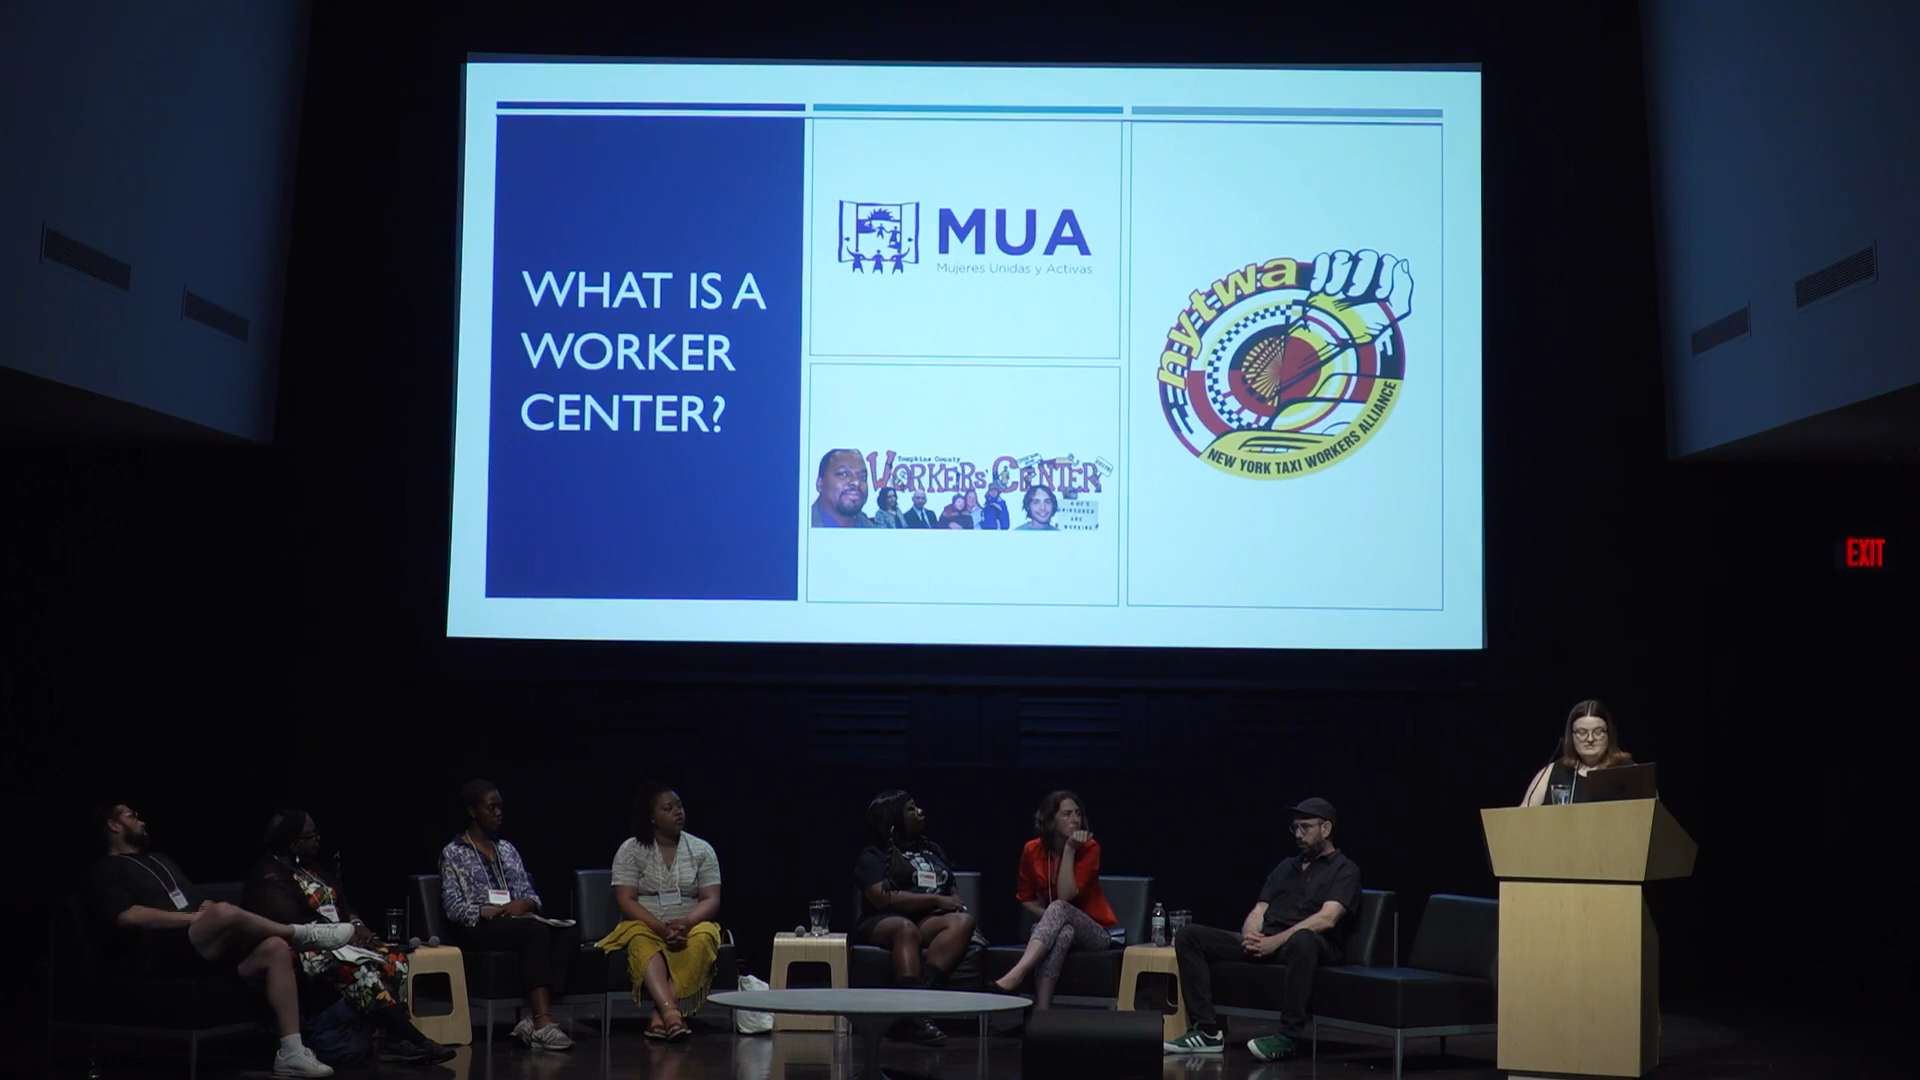 WHAT IS A
WORKER
CENTER?
MUA
Mujeres Unidas y Activas
Tompkins County
WORKERS' CENTER
nytwa
NEW YORK TAXI WORKERS ALLIANCE
EXIT